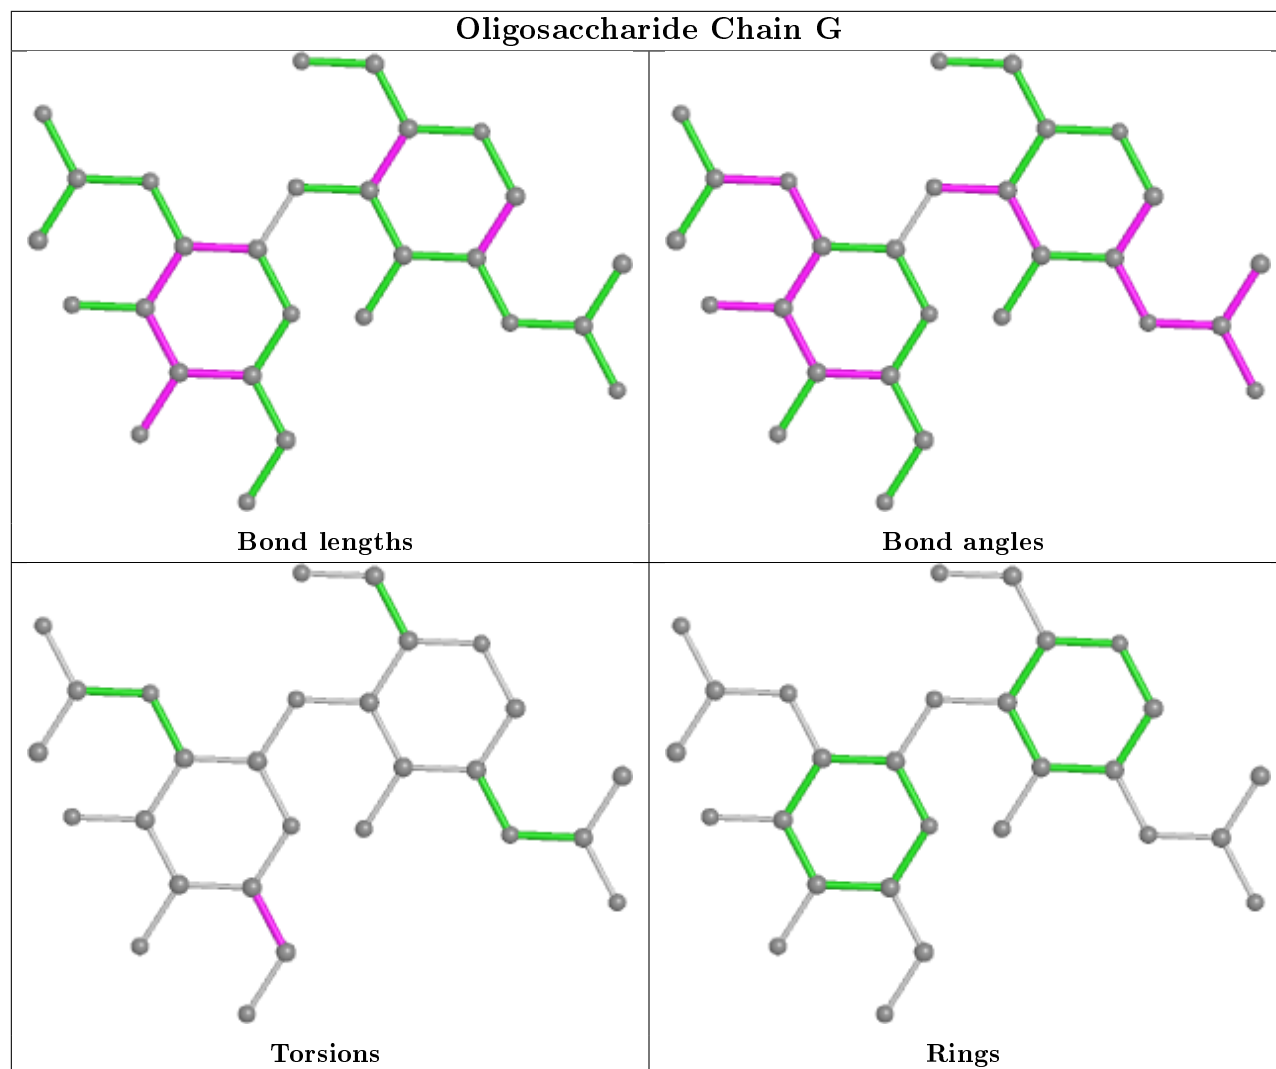 Oligosaccharide Chain G
Bond lengths
Bond angles
Torsions
Rings